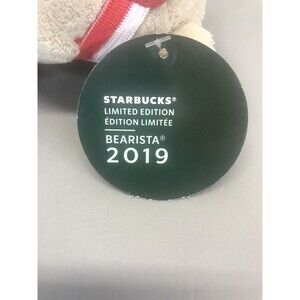 STARBUCKS®
LIMITED EDITION
ÉDITION LIMITÉE
BEARISTA®
2019